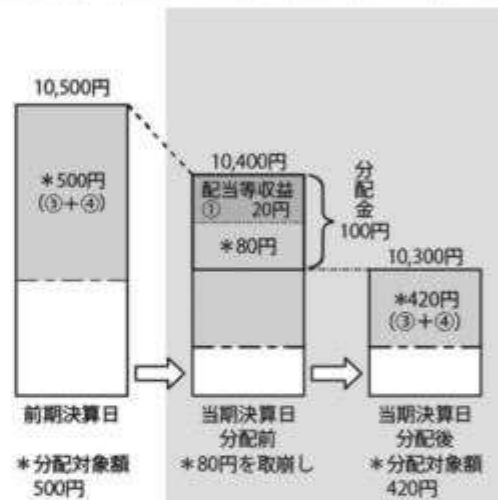 10,500円
*500円
(③+④)
前期決算日
*分配対象額
500円
10,400円
配当等収益
① 20円
*80円
分配金
100円
当期決算日
分配前
*80円を取崩し
10,300円
*420円
(③+④)
当期決算日
分配後
*分配対象額
420円